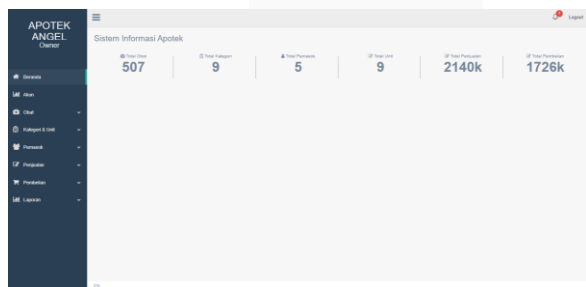 APOTEK
ANGEL
Owner
Logout
Sistem Informasi Apotek
Total Obat
507
Total Kategori
9
Total Pemasok
5
Total Unit
9
Total Penjualan
2140k
Total Pembelian
1726k
Beranda
Akun
Obat
Kategori & Unit
Pemasok
Penjualan
Pembelian
Laporan